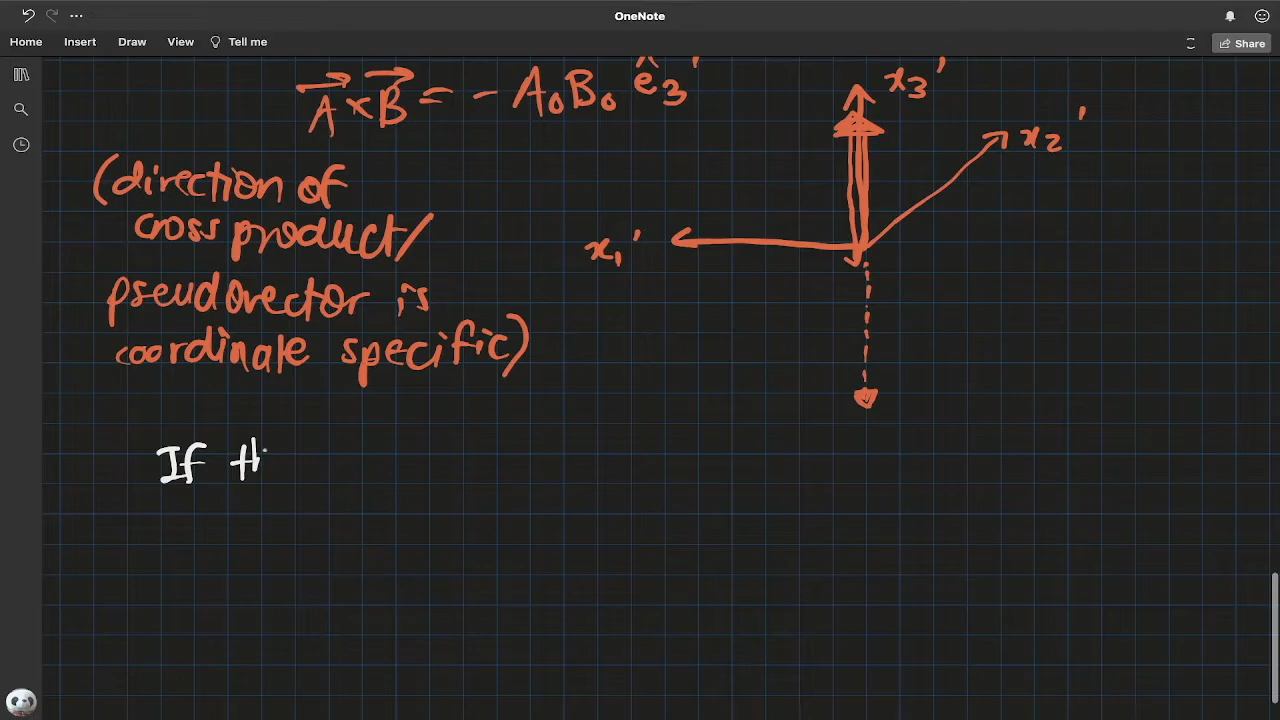 OneNote
Home Insert Draw View Tell me Share
A × B = - A₀B₀ ê₃'
x₃'
x₂'
(direction of
cross product/
x₁'
pseudovector is
coordinate specific)
If th